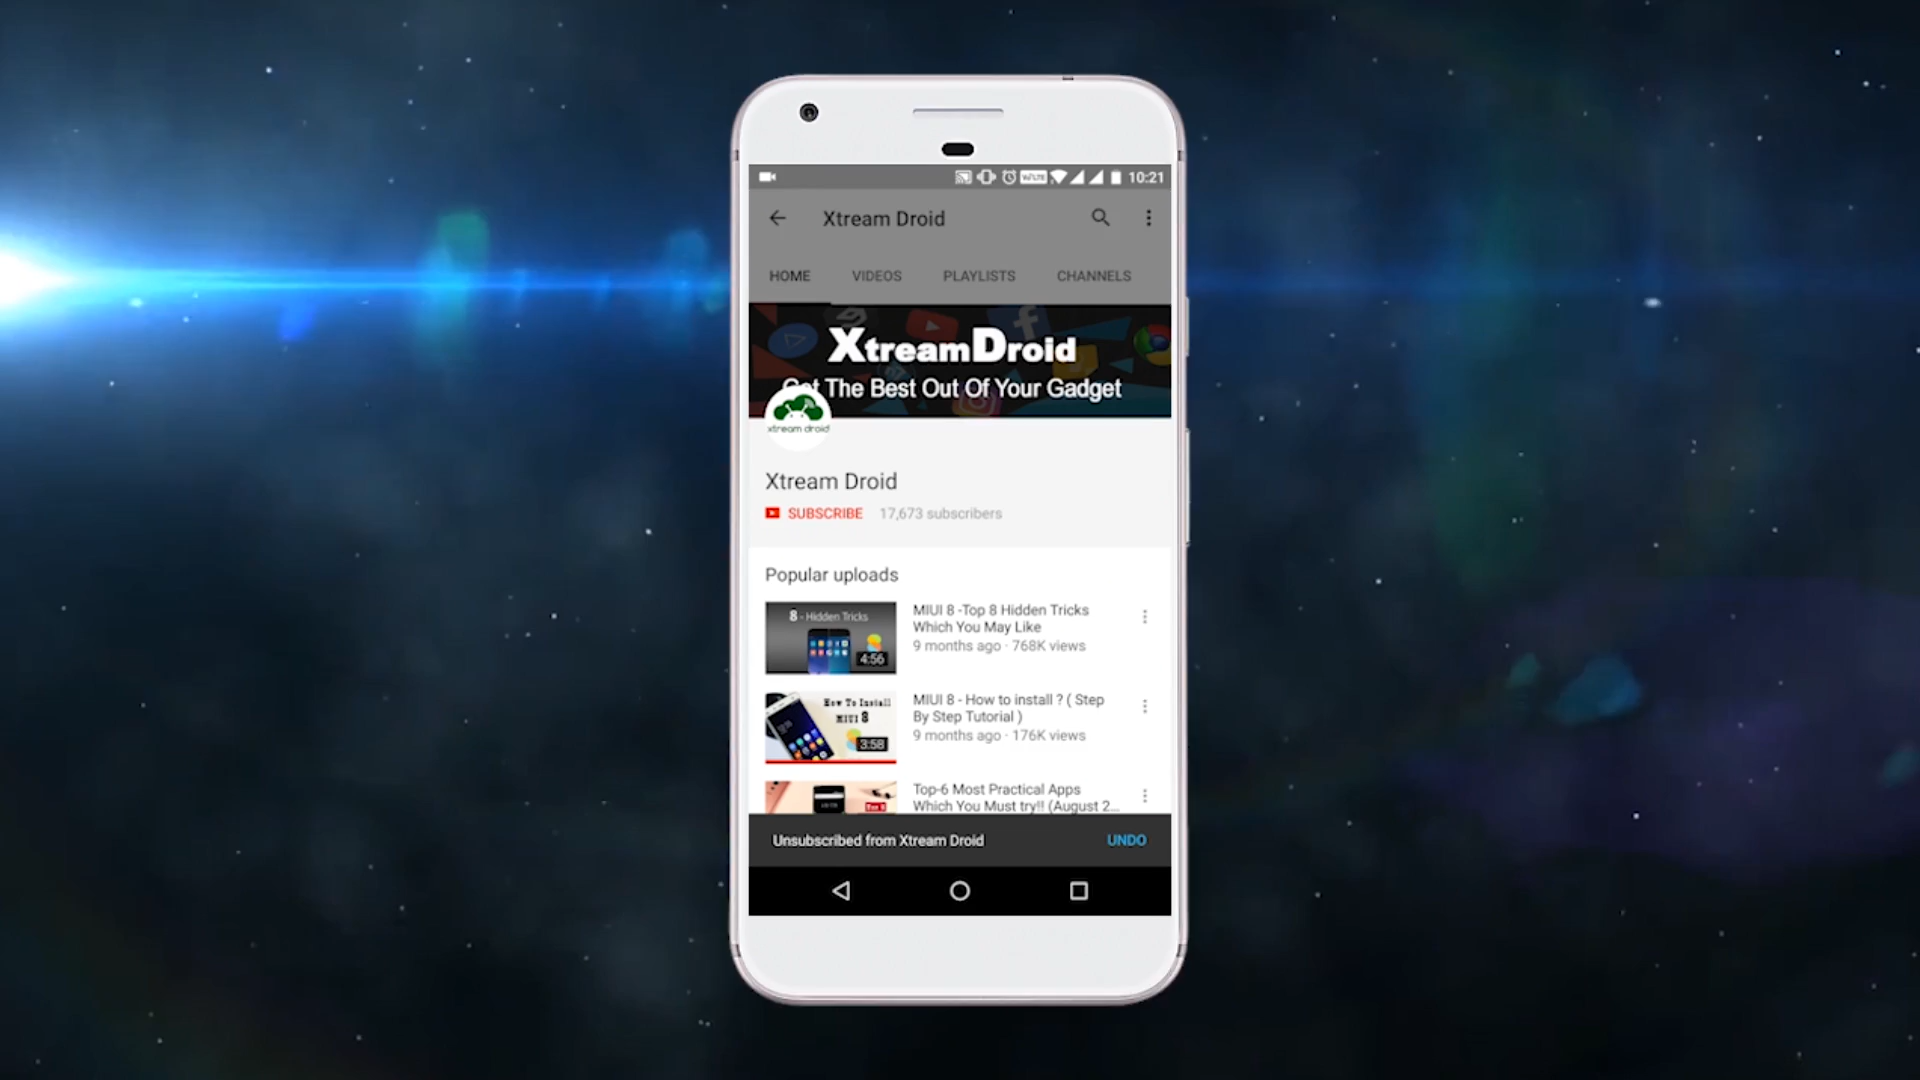 VoLTE 10:21
Xtream Droid
HOME VIDEOS PLAYLISTS CHANNELS
XtreamDroid
Get The Best Out Of Your Gadget
xtream droid
Xtream Droid
SUBSCRIBE 17,673 subscribers
Popular uploads
8 - Hidden Tricks
4:56
MIUI 8 -Top 8 Hidden Tricks
Which You May Like
9 months ago · 768K views
How To Install
MIUI 8
3:58
MIUI 8 - How to install ? ( Step
By Step Tutorial )
9 months ago · 176K views
Top-6 Most Practical Apps
Which You Must try!! (August 2...
Unsubscribed from Xtream Droid UNDO